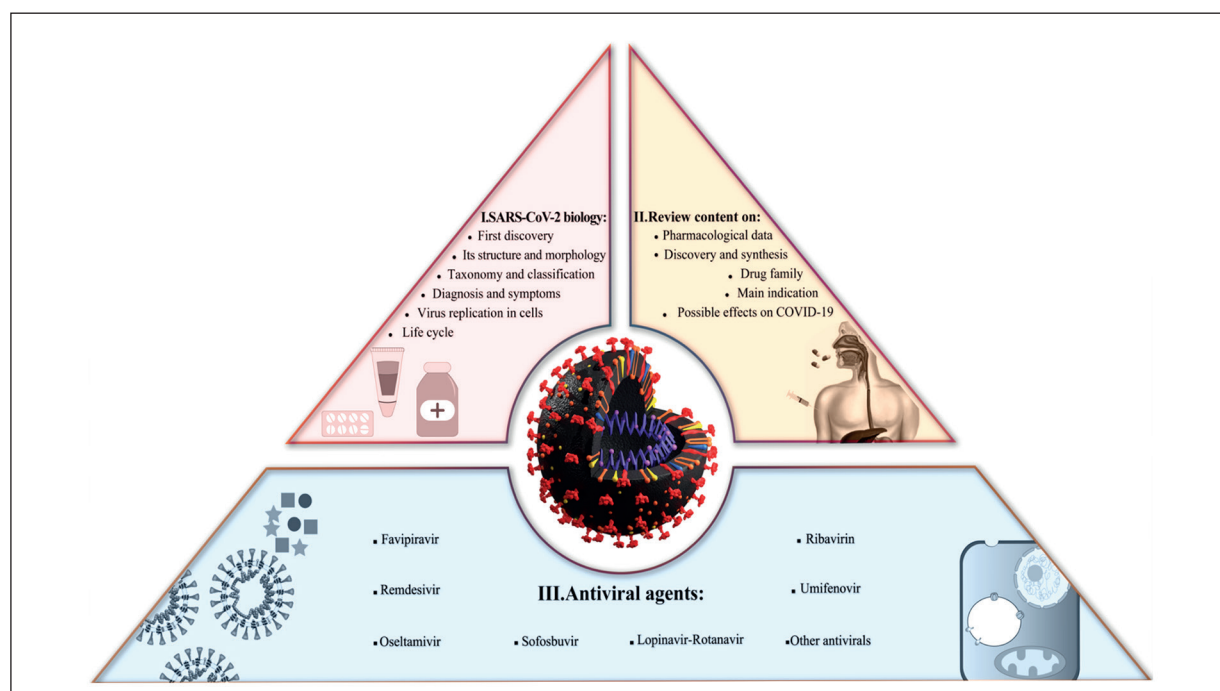 I.SARS-CoV-2 biology:
• First discovery
• Its structure and morphology
• Taxonomy and classification
• Diagnosis and symptoms
• Virus replication in cells
• Life cycle
II.Review content on:
• Pharmacological data
• Discovery and synthesis
• Drug family
• Main indication
• Possible effects on COVID-19
III.Antiviral agents:
▪ Favipiravir
▪ Remdesivir
▪ Oseltamivir
▪ Sofosbuvir
▪ Lopinavir-Rotanavir
▪ Ribavirin
▪ Umifenovir
▪ Other antivirals